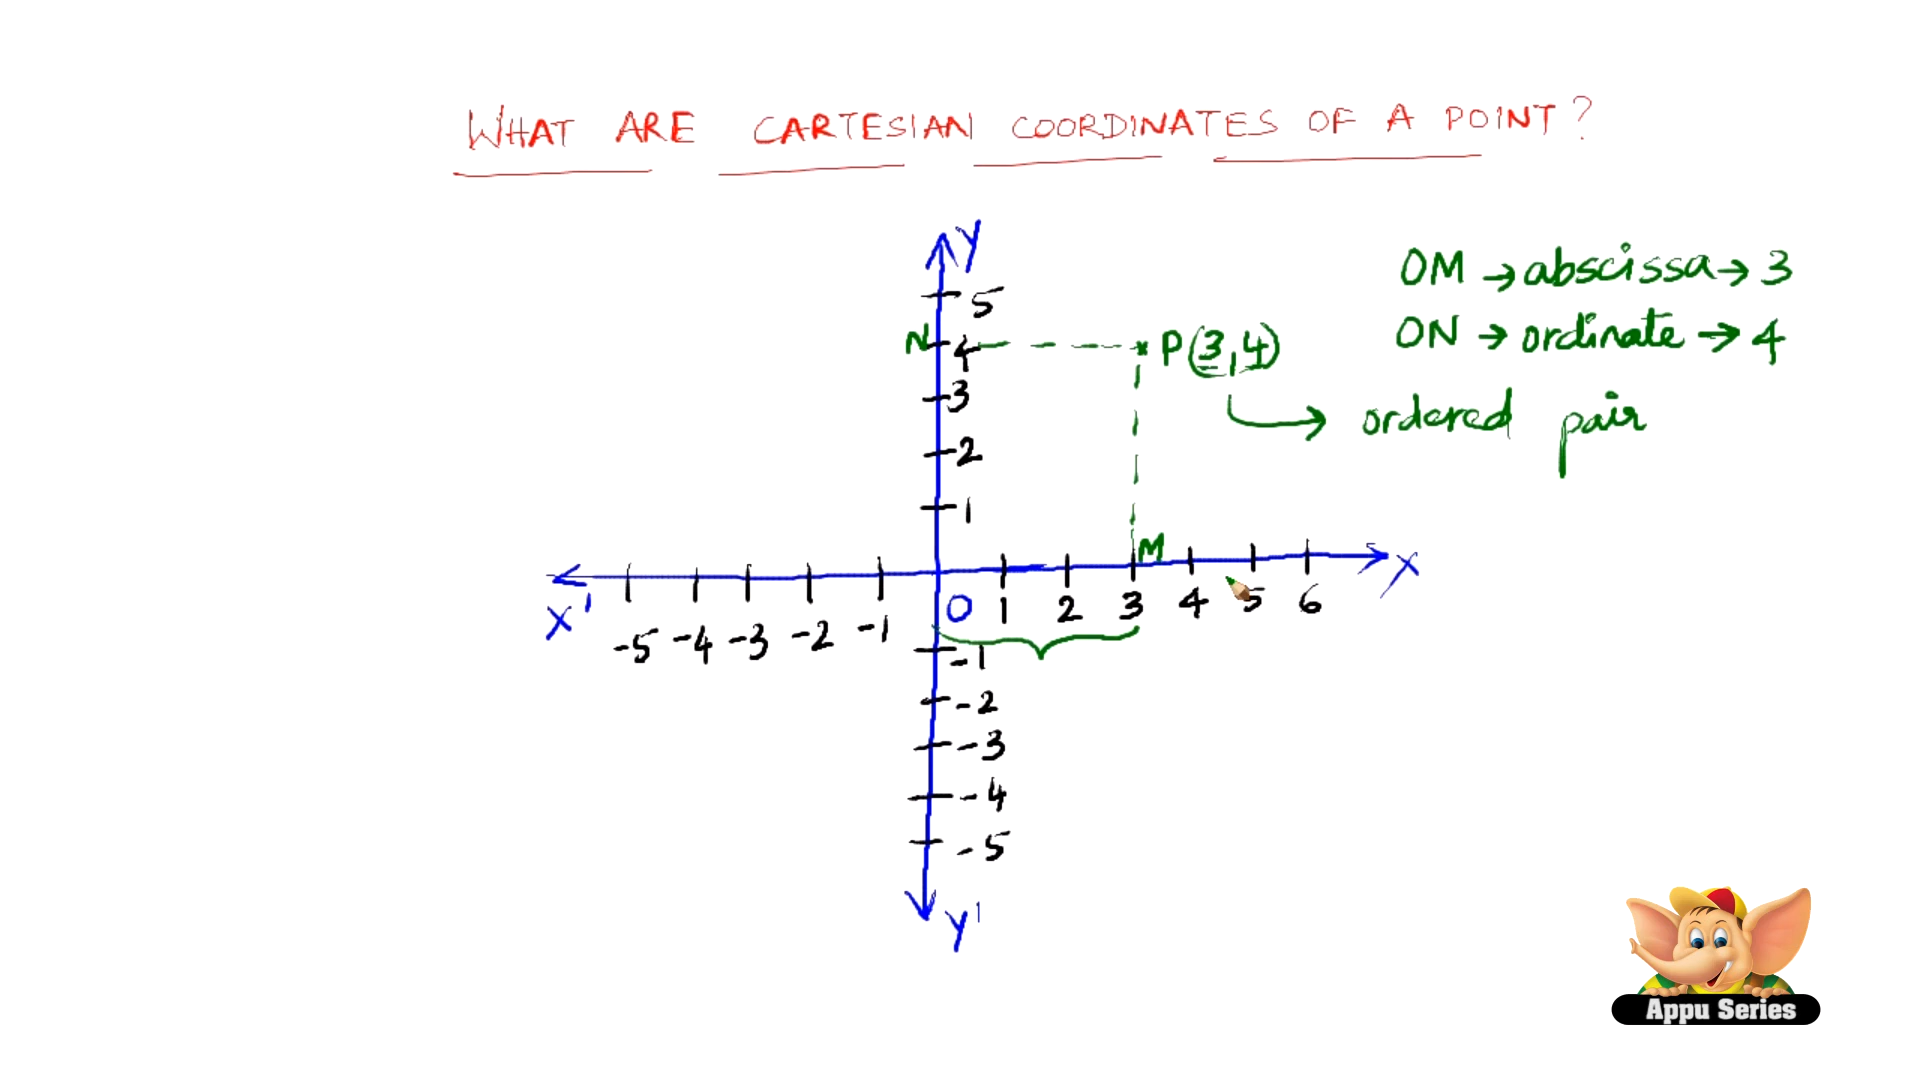 WHAT ARE CARTESIAN COORDINATES OF A POINT?
Y
OM → abscissa → 3
5
N 4 P(3,4)
ON → ordinate → 4
3
ordered pair
2
1
M
X' -5 -4 -3 -2 -1 O 1 2 3 4 5 6 X
-1
-2
-3
-4
-5
Y'
Appu Series